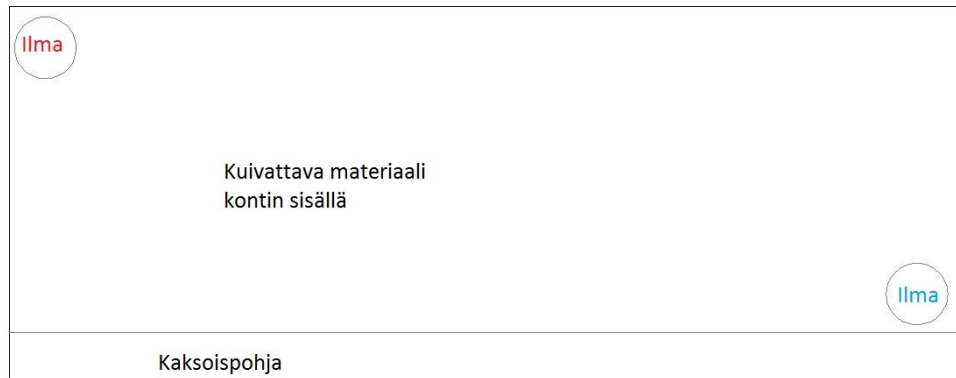 Ilma
Kuivattava materiaali
kontin sisällä
Ilma
Kaksoispohja